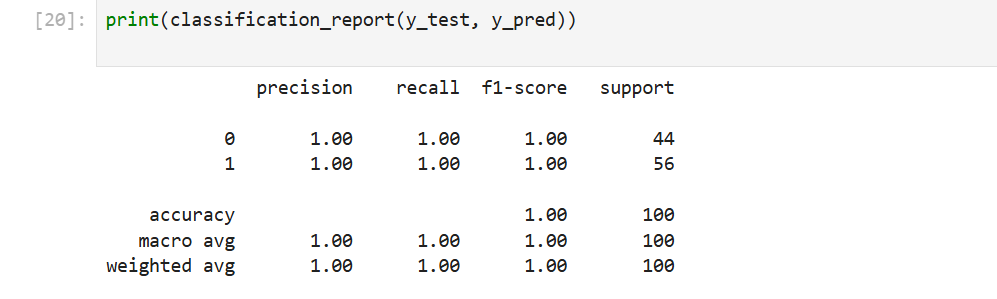 [20]: print(classification_report(y_test, y_pred))
precision recall f1-score support
0 1.00 1.00 1.00 44
1 1.00 1.00 1.00 56
accuracy 1.00 100
macro avg 1.00 1.00 1.00 100
weighted avg 1.00 1.00 1.00 100